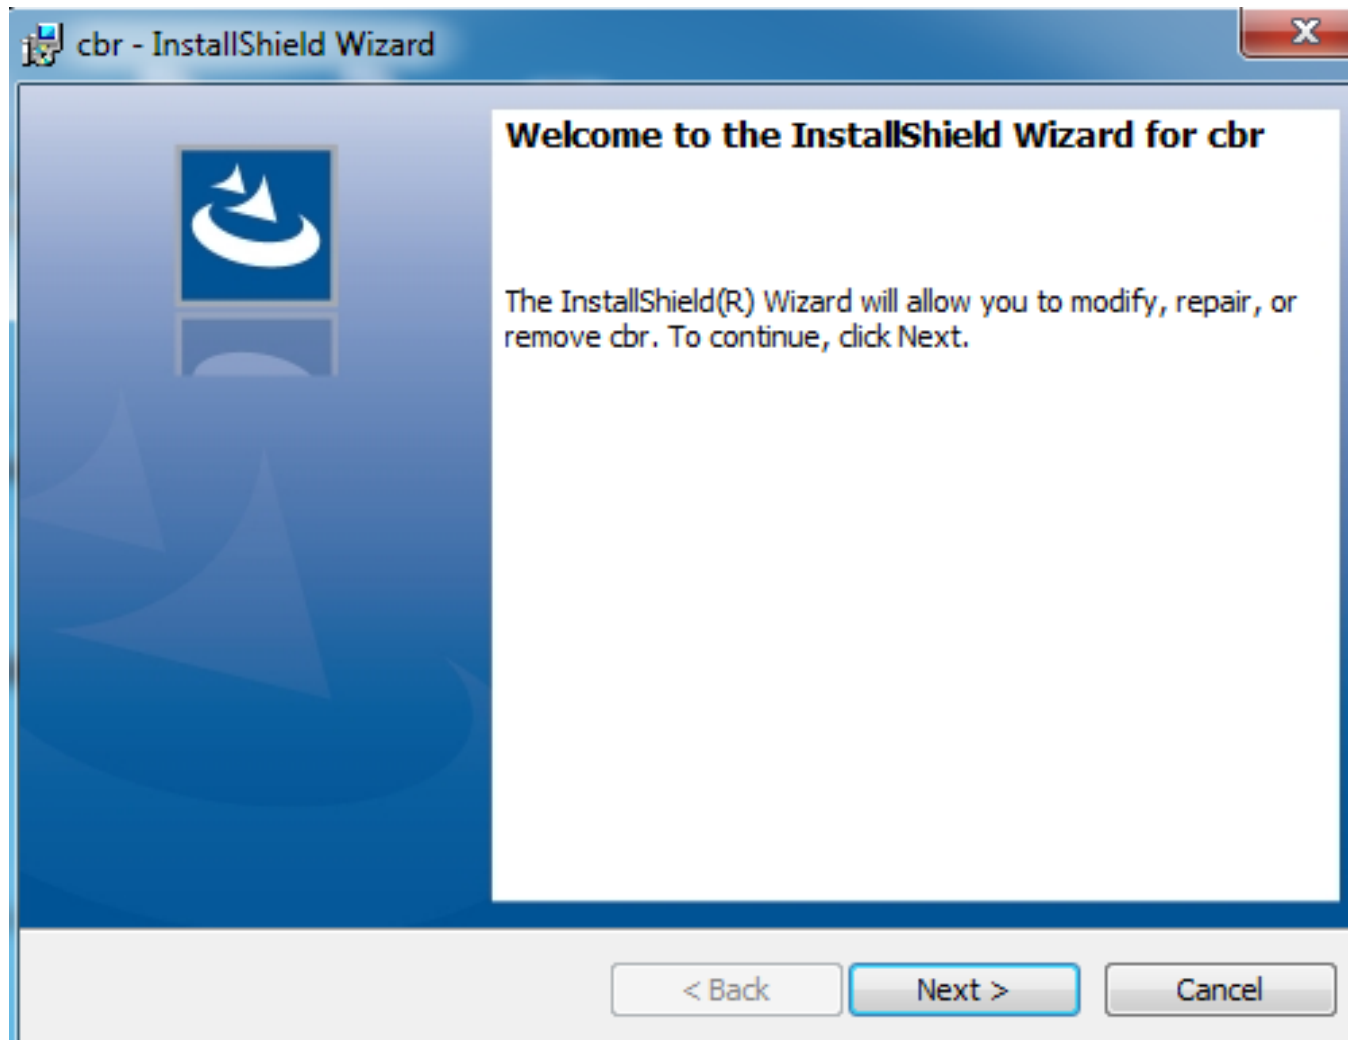 cbr - InstallShield Wizard
Welcome to the InstallShield Wizard for cbr
The InstallShield(R) Wizard will allow you to modify, repair, or
remove cbr. To continue, click Next.
< Back
Next >
Cancel